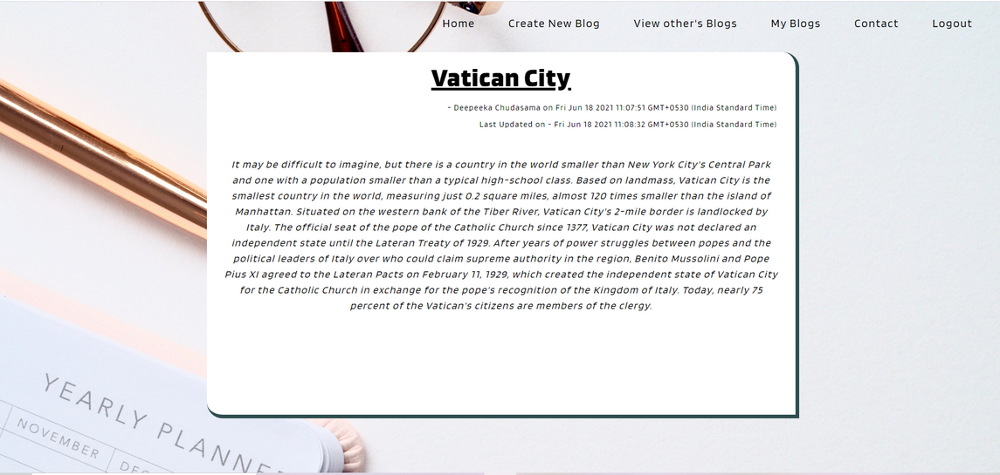 Home Create New Blog View other's Blogs My Blogs Contact Logout
Vatican City
- Deepeeka Chudasama on Fri Jun 18 2021 11:07:51 GMT+0530 (India Standard Time)
Last Updated on - Fri Jun 18 2021 11:08:32 GMT+0530 (India Standard Time)
It may be difficult to imagine, but there is a country in the world smaller than New York City's Central Park
and one with a population smaller than a typical high-school class. Based on landmass, Vatican City is the
smallest country in the world, measuring just 0.2 square miles, almost 120 times smaller than the island of
Manhattan. Situated on the western bank of the Tiber River, Vatican City's 2-mile border is landlocked by
Italy. The official seat of the pope of the Catholic Church since 1377, Vatican City was not declared an
independent state until the Lateran Treaty of 1929. After years of power struggles between popes and the
political leaders of Italy over who could claim supreme authority in the region, Benito Mussolini and Pope
Pius XI agreed to the Lateran Pacts on February 11, 1929, which created the independent state of Vatican City
for the Catholic Church in exchange for the pope's recognition of the Kingdom of Italy. Today, nearly 75
percent of the Vatican's citizens are members of the clergy.
YEARLY PLANNE
NOVEMBER